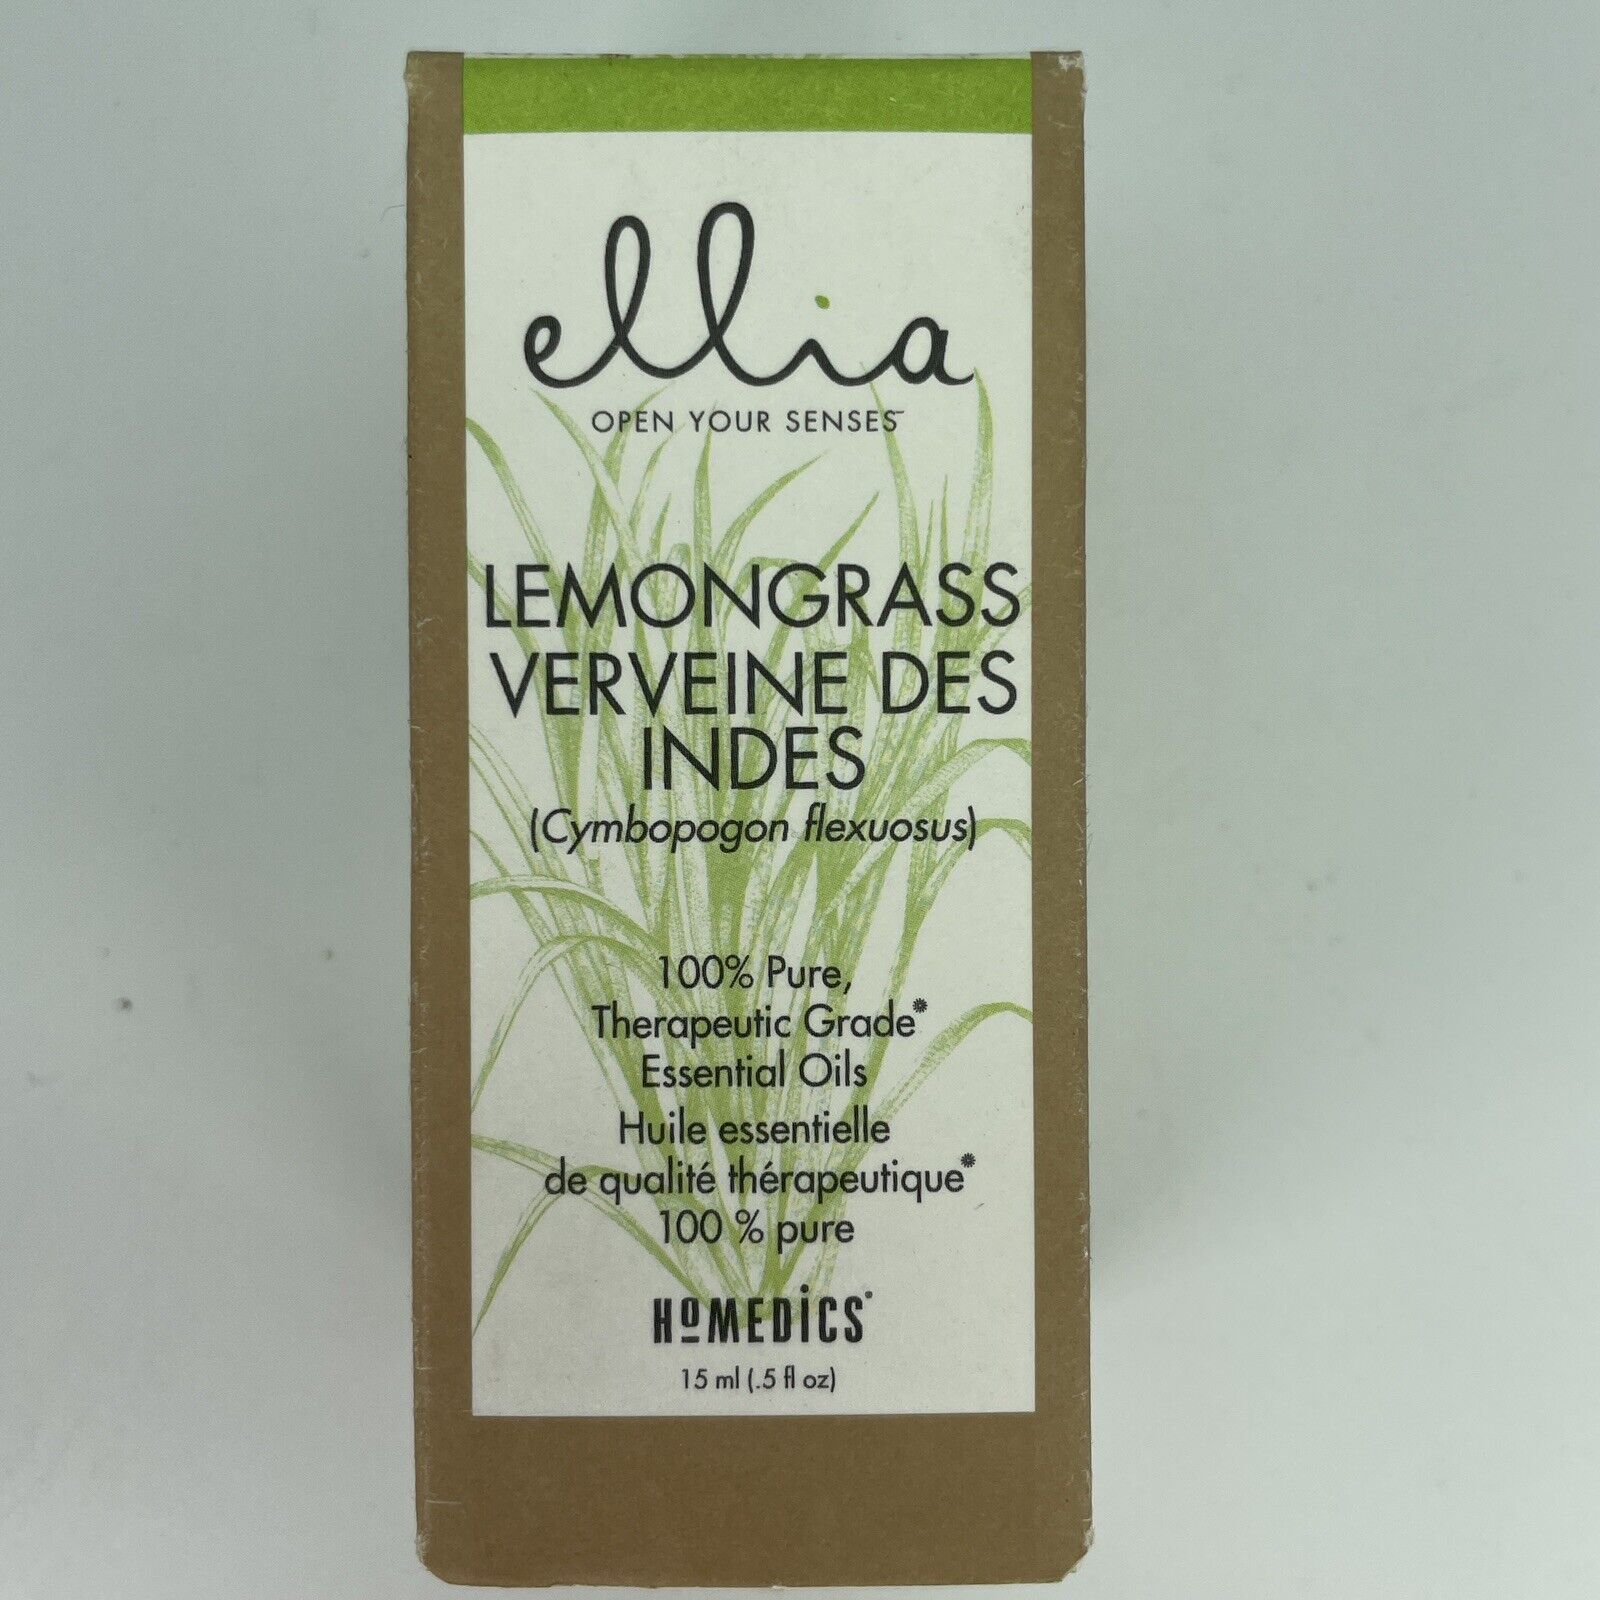 ellia
OPEN YOUR SENSES™
LEMONGRASS
VERVEINE DES
INDES
(Cymbopogon flexuosus)
100% Pure,
Therapeutic Grade*
Essential Oils
Huile essentielle
de qualité thérapeutique*
100 % pure
HoMEDiCS®
15 ml (.5 fl oz)